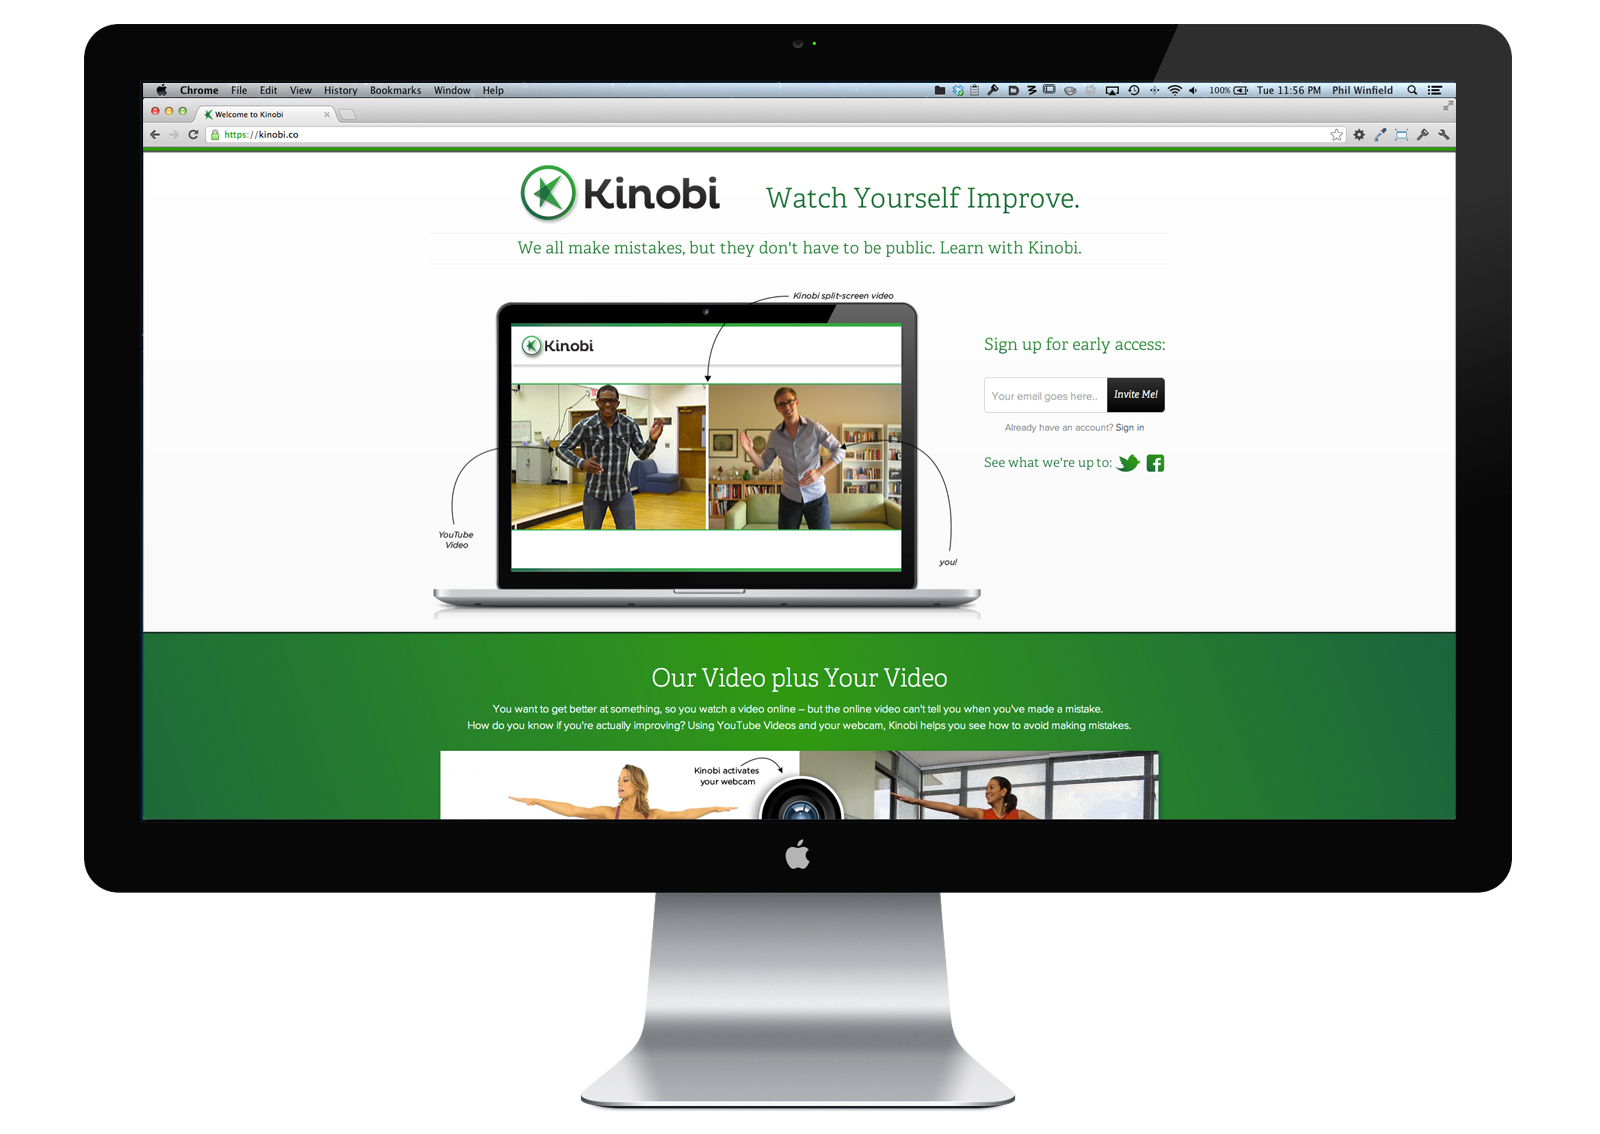 Chrome File Edit View History Bookmarks Window Help
100% Tue 11:56 PM Phil Winfield
Welcome to Kinobi
https://kinobi.co
Kinobi
Watch Yourself Improve.
We all make mistakes, but they don't have to be public. Learn with Kinobi.
Kinobi split-screen video
Kinobi
YouTube
Video
you!
Sign up for early access:
Your email goes here..
Invite Me!
Already have an account? Sign in
See what we're up to:
Our Video plus Your Video
You want to get better at something, so you watch a video online – but the online video can't tell you when you've made a mistake.
How do you know if you're actually improving? Using YouTube Videos and your webcam, Kinobi helps you see how to avoid making mistakes.
Kinobi activates
your webcam